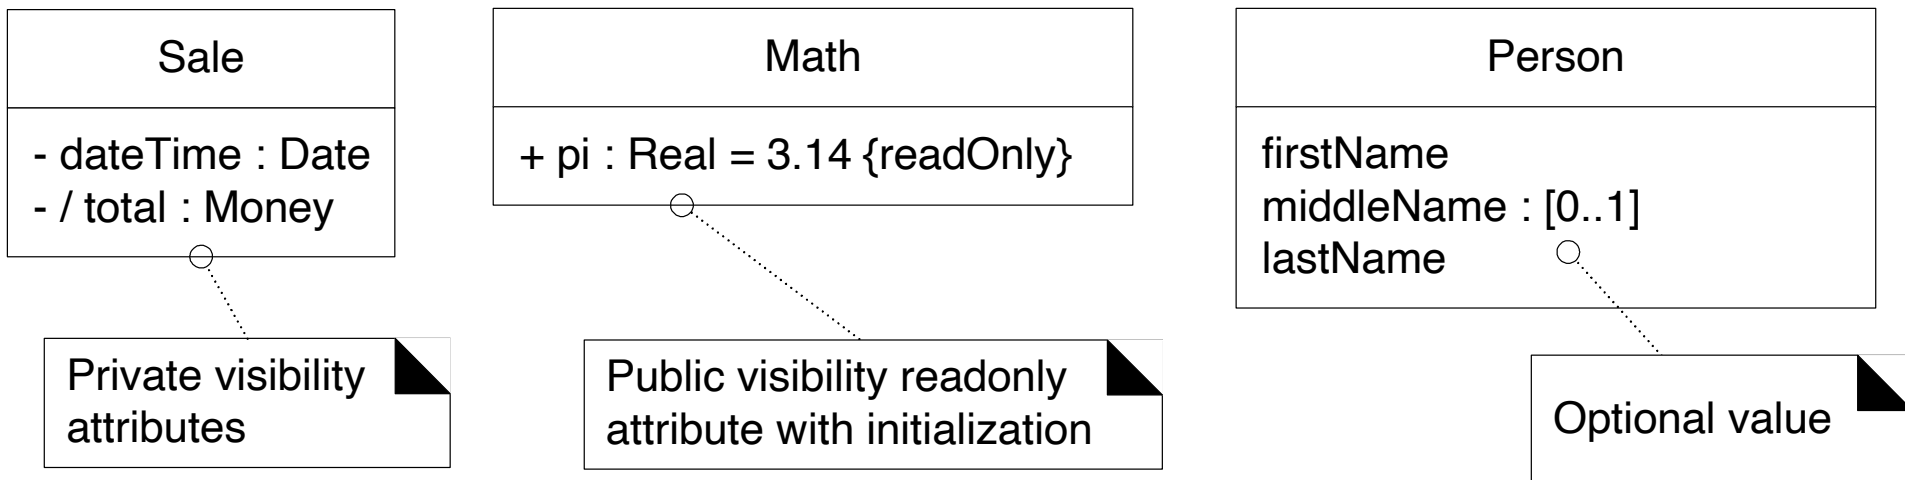 Sale
- dateTime : Date
- / total : Money
Private visibility
attributes
Math
+ pi : Real = 3.14 {readOnly}
Public visibility readonly
attribute with initialization
Person
firstName
middleName : [0..1]
lastName
Optional value